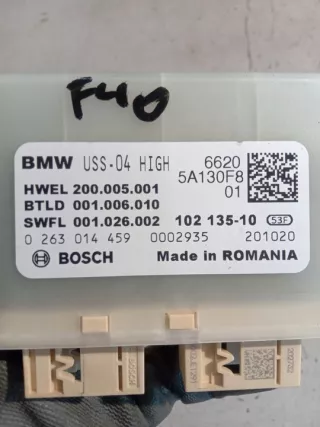 F40
BMW USS-04 HIGH 6620
5A130F8
HWEL 200.005.001 01
BTLD 001.006.010
SWFL 001.026.002 102 135-10 53F
0 263 014 459 0002935 201020
BOSCH Made in ROMANIA
BOSCH